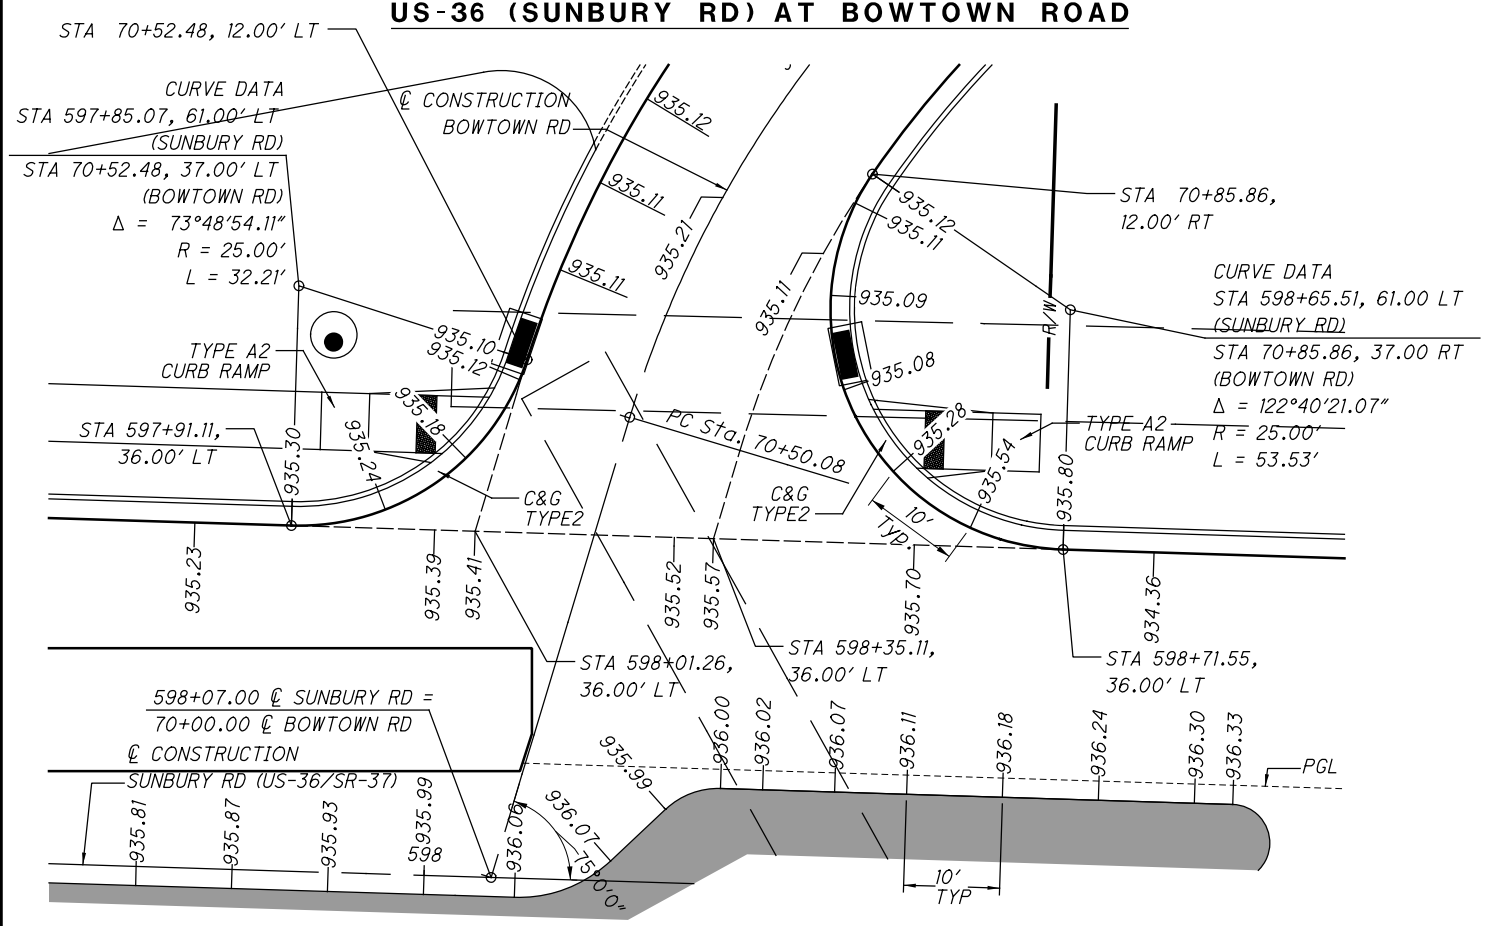 US-36 (SUNBURY RD) AT BOWTOWN ROAD
STA 70+52.48, 12.00' LT
CURVE DATA
STA 597+85.07, 61.00' LT
(SUNBURY RD)
STA 70+52.48, 37.00' LT
(BOWTOWN RD)
Δ = 73°48'54.11"
R = 25.00'
L = 32.21'
℄ CONSTRUCTION
BOWTOWN RD
935.12
935.11
935.11
935.21
935.11
935.12
935.11
935.09
935.08
STA 70+85.86,
12.00' RT
R/W
CURVE DATA
STA 598+65.51, 61.00 LT
(SUNBURY RD)
STA 70+85.86, 37.00 RT
(BOWTOWN RD)
Δ = 122°40'21.07"
R = 25.00'
L = 53.53'
TYPE A2
CURB RAMP
935.10
935.12
935.18
935.24
935.30
STA 597+91.11,
36.00' LT
PC Sta. 70+50.08
935.28
935.54
935.80
TYPE A2
CURB RAMP
C&G
TYPE2
C&G
TYPE2
10'
TYP.
935.23
935.39
935.41
935.52
935.57
935.70
934.36
STA 598+01.26,
36.00' LT
STA 598+35.11,
36.00' LT
STA 598+71.55,
36.00' LT
598+07.00 ℄ SUNBURY RD =
70+00.00 ℄ BOWTOWN RD
℄ CONSTRUCTION
SUNBURY RD (US-36/SR-37)
935.81
935.87
935.93
935.99
598
936.06
936.07
935.99
75°0'0"
936.00
936.02
936.07
936.11
936.18
936.24
936.30
936.33
PGL
10'
TYP